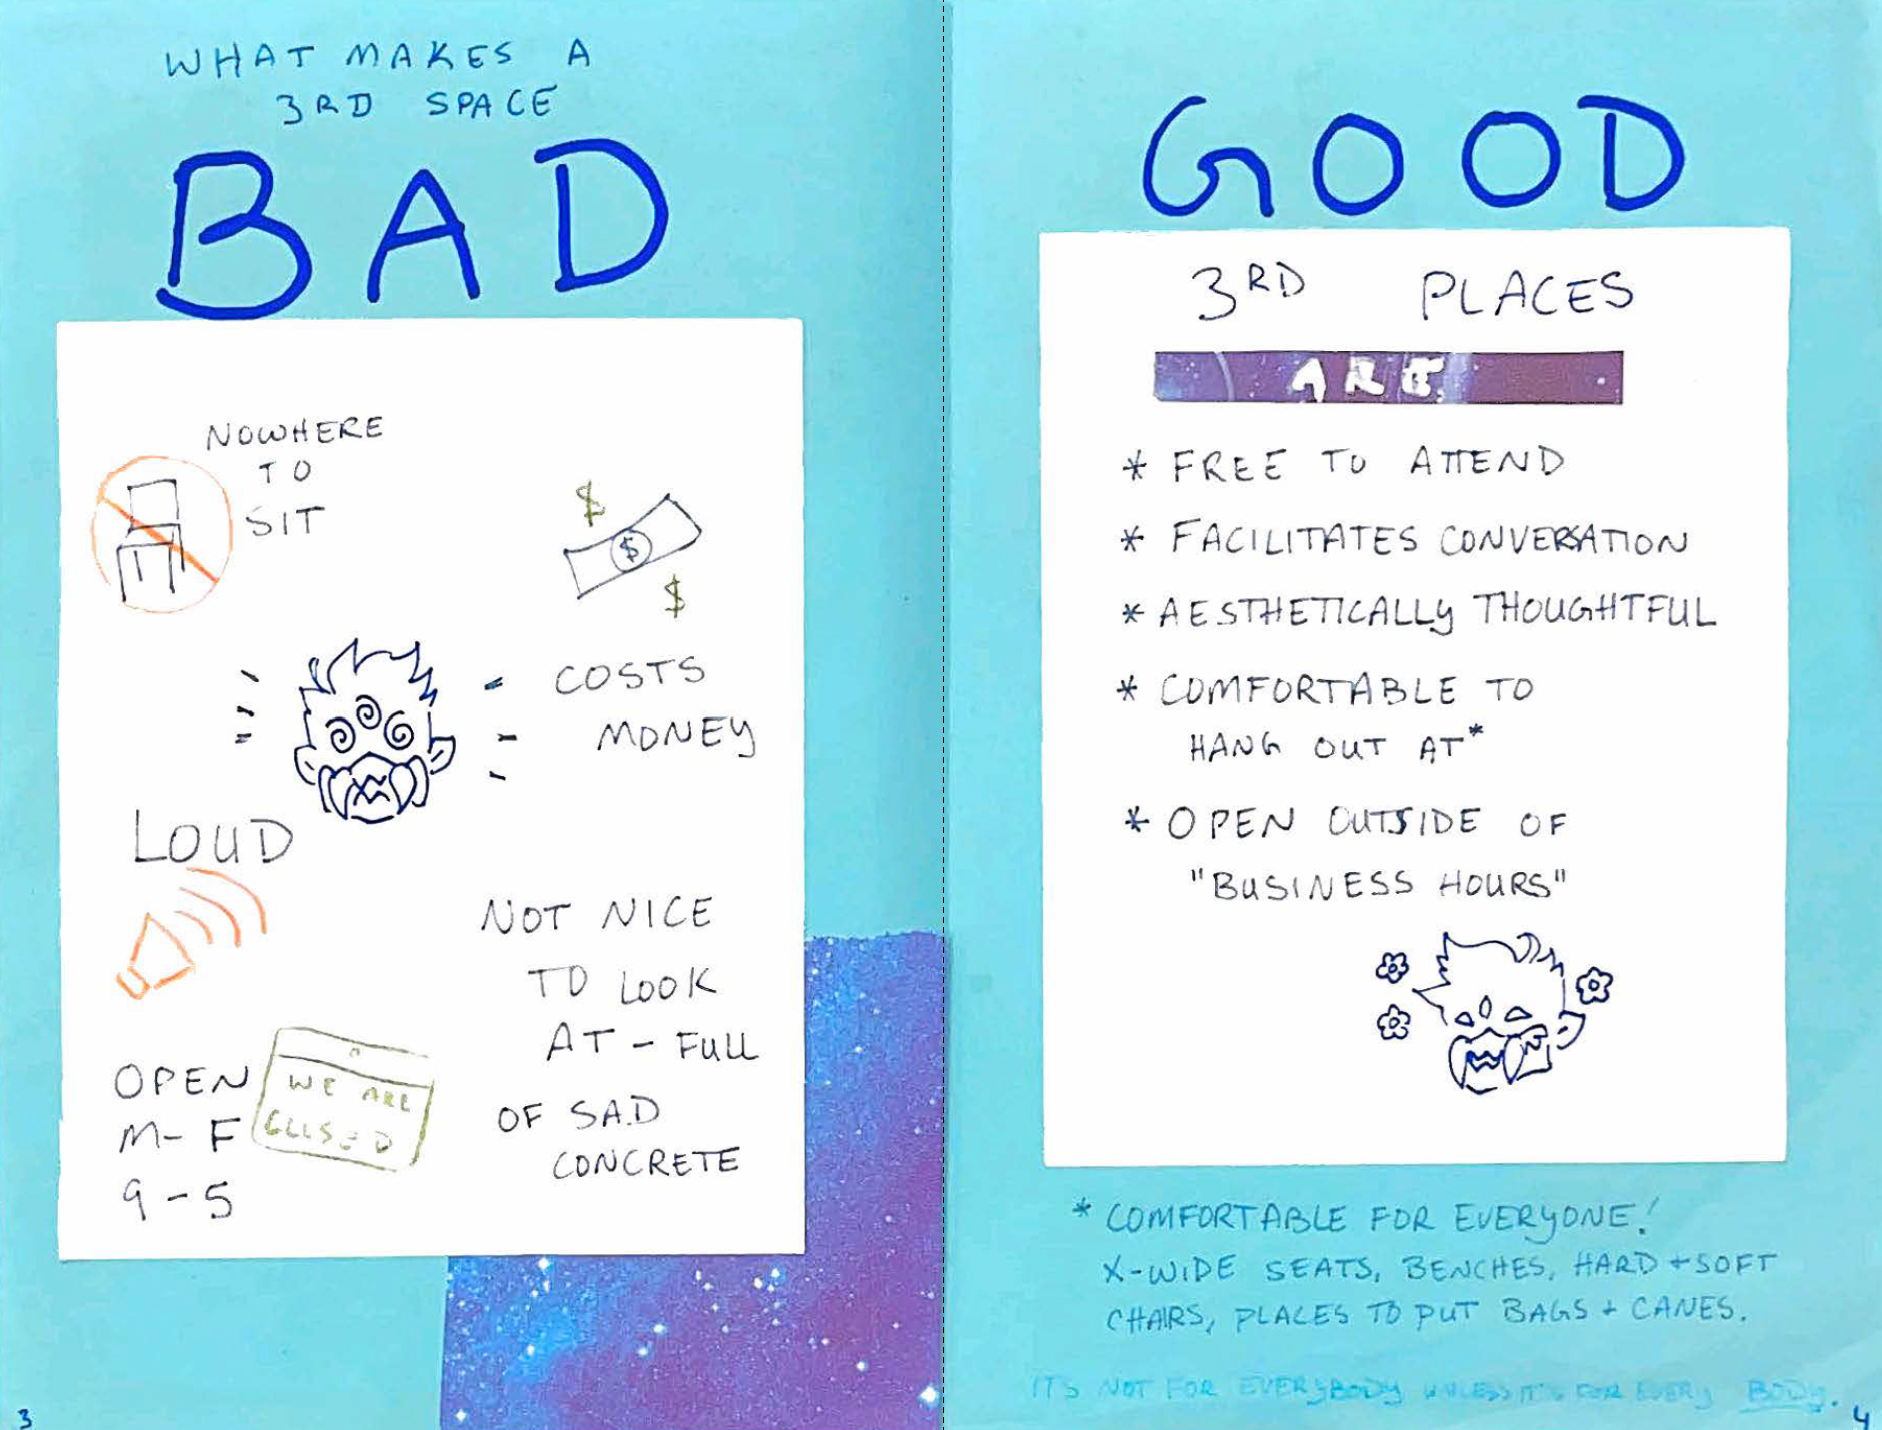 WHAT MAKES A
3RD SPACE
BAD
NOWHERE
TO
SIT
$
$
$
COSTS
MONEY
LOUD
NOT NICE
TO LOOK
AT - FULL
OF SAD
CONCRETE
OPEN
M- F
9-5
WE ARE
CLOSED
3
GOOD
3RD PLACES
ARE
* FREE TO ATTEND
* FACILITATES CONVERSATION
* AESTHETICALLY THOUGHTFUL
* COMFORTABLE TO
HANG OUT AT*
* OPEN OUTSIDE OF
"BUSINESS HOURS"
* COMFORTABLE FOR EVERYONE!
X-WIDE SEATS, BENCHES, HARD + SOFT
CHAIRS, PLACES TO PUT BAGS + CANES.
IT'S NOT FOR EVERYBODY UNLESS IT'S FOR EVERY BODY.
4